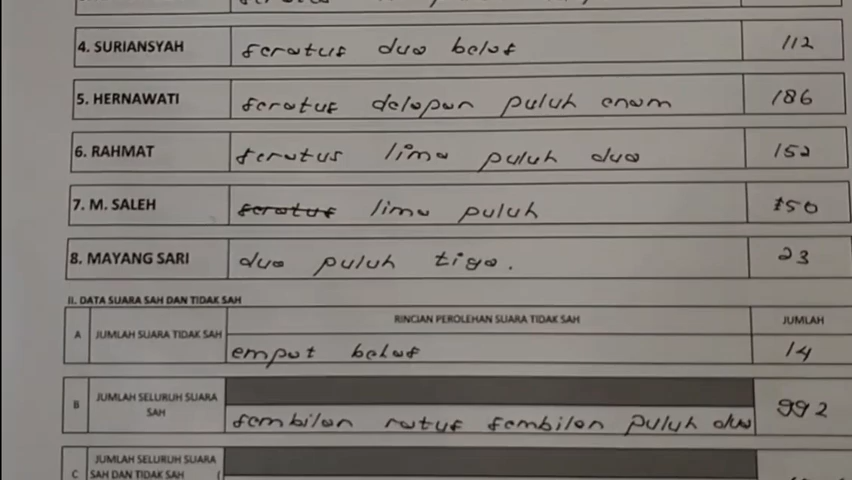 4. SURIANSYAH seratus dua belas 112
5. HERNAWATI seratus delapan puluh enam 186
6. RAHMAT seratus lima puluh dua 152
7. M. SALEH seratus lima puluh 150
8. MAYANG SARI dua puluh tiga. 23
II. DATA SUARA SAH DAN TIDAK SAH
RINCIAN PEROLEHAN SUARA TIDAK SAH JUMLAH
A JUMLAH SUARA TIDAK SAH
empat belas 14
B JUMLAH SELURUH SUARA
SAH
sembilan ratus sembilan puluh dua 992
JUMLAH SELURUH SUARA
C SAH DAN TIDAK SAH (